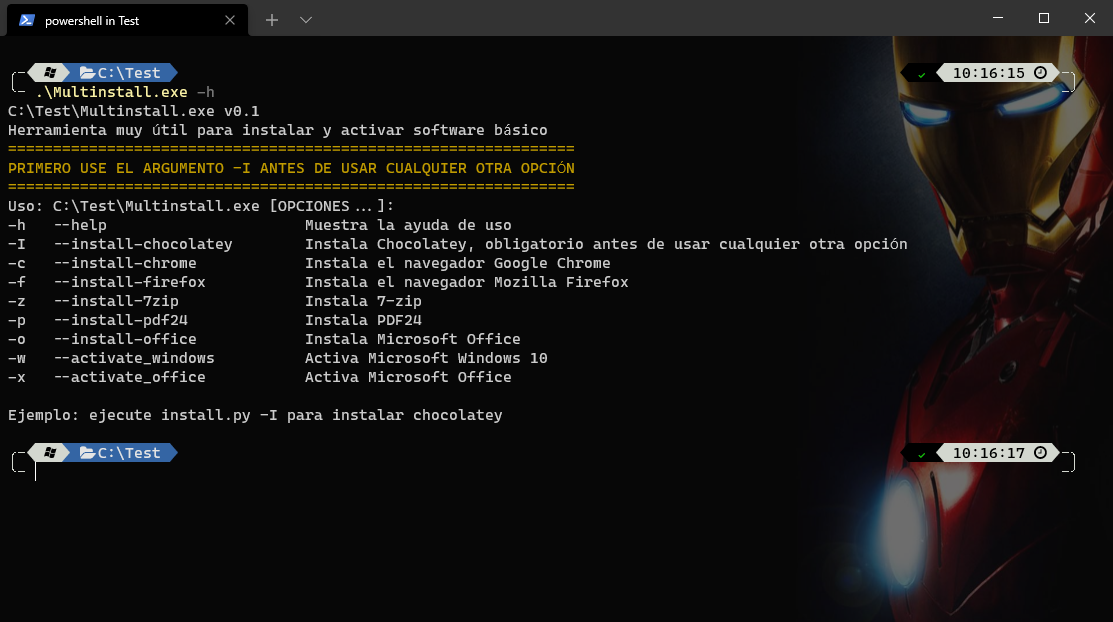 powershell in Test
C:\Test 10:16:15
.\Multinstall.exe -h
C:\Test\Multinstall.exe v0.1
Herramienta muy útil para instalar y activar software básico
===============================================================
PRIMERO USE EL ARGUMENTO -I ANTES DE USAR CUALQUIER OTRA OPCIÓN
===============================================================
Uso: C:\Test\Multinstall.exe [OPCIONES...]:
-h   --help                      Muestra la ayuda de uso
-I   --install-chocolatey        Instala Chocolatey, obligatorio antes de usar cualquier otra opción
-c   --install-chrome            Instala el navegador Google Chrome
-f   --install-firefox           Instala el navegador Mozilla Firefox
-z   --install-7zip              Instala 7-zip
-p   --install-pdf24             Instala PDF24
-o   --install-office            Instala Microsoft Office
-w   --activate_windows          Activa Microsoft Windows 10
-x   --activate_office           Activa Microsoft Office
Ejemplo: ejecute install.py -I para instalar chocolatey
C:\Test 10:16:17